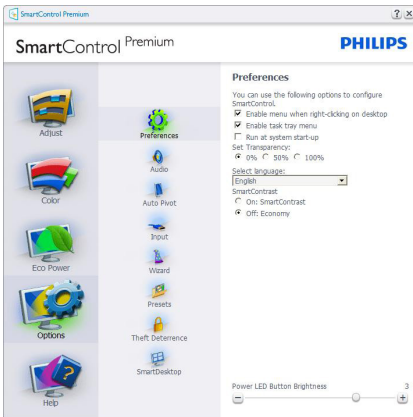 SmartControl Premium
SmartControl Premium
PHILIPS
Adjust
Color
Eco Power
Options
Help
Preferences
Audio
Auto Pivot
Input
Wizard
Presets
Theft Deterrence
SmartDesktop
Preferences
You can use the following options to configure
SmartControl.
Enable menu when right-clicking on desktop
Enable task tray menu
Run at system start-up
Set Transparency:
0% 50% 100%
Select language:
English
SmartContrast
On: SmartContrast
Off: Economy
Power LED Button Brightness 3